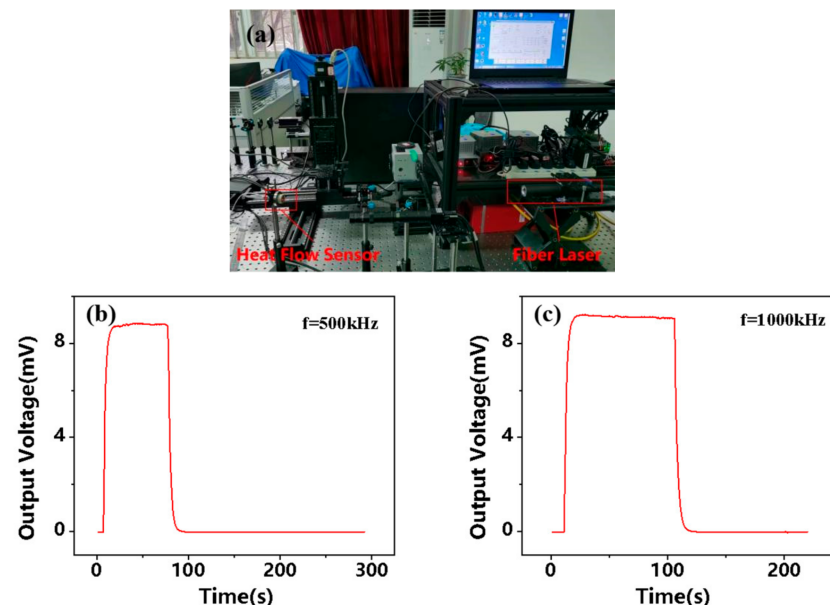 (a)
Heat Flow Sensor
Fiber Laser
(b)
f=500kHz
8
4
0
Output Voltage(mV)
0
100
200
300
Time(s)
(c)
f=1000kHz
8
4
0
Output Voltage(mV)
0
100
200
Time(s)